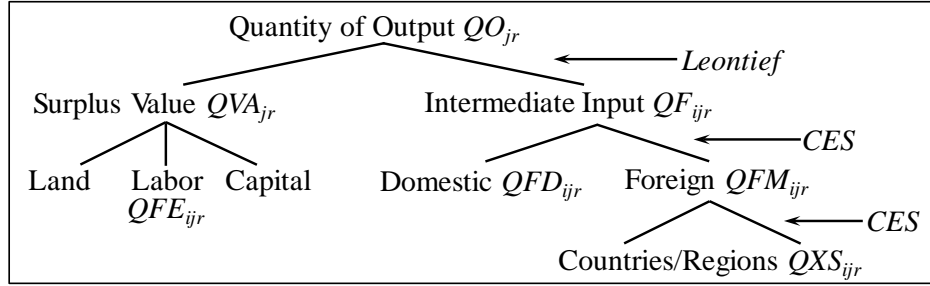 Quantity of Output QO_jr
Leontief
Surplus Value QVA_jr
Intermediate Input QF_ijr
CES
Land
Labor
Capital
Domestic QFD_ijr
Foreign QFM_ijr
QFE_ijr
CES
Countries/Regions QXS_ijr